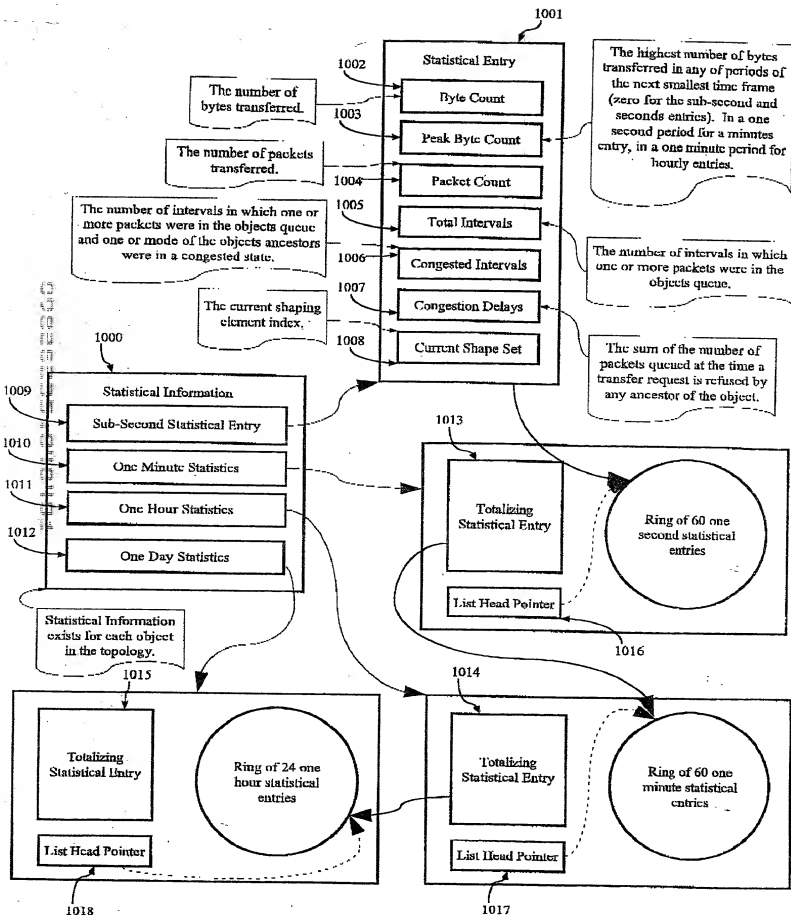 1001
Statistical Entry
1002
Byte Count
1003
Peak Byte Count
1004
Packet Count
1005
Total Intervals
1006
Congested Intervals
1007
Congestion Delays
1008
Current Shape Set
The number of
bytes transferred.
The number of packets
transferred.
The number of intervals in which one or
more packets were in the objects queue
and one or mode of the objects ancestors
were in a congested state.
The current shaping
element index.
The highest number of bytes
transferred in any of periods of
the next smallest time frame
(zero for the sub-second and
seconds entries). In a one
second period for a minutes
entry, in a one minute period for
hourly entries.
The number of intervals in which
one or more packets were in the
objects queue.
The sum of the number of
packets queued at the time a
transfer request is refused by
any ancestor of the object.
1000
Statistical Information
1009
Sub-Second Statistical Entry
1010
One Minute Statistics
1011
One Hour Statistics
1012
One Day Statistics
Statistical Information
exists for each object
in the topology.
1013
Totalizing
Statistical Entry
List Head Pointer
1016
Ring of 60 one
second statistical
entries
1015
Totalizing
Statistical Entry
List Head Pointer
1018
Ring of 24 one
hour statistical
entries
1014
Totalizing
Statistical Entry
List Head Pointer
1017
Ring of 60 one
minute statistical
entries